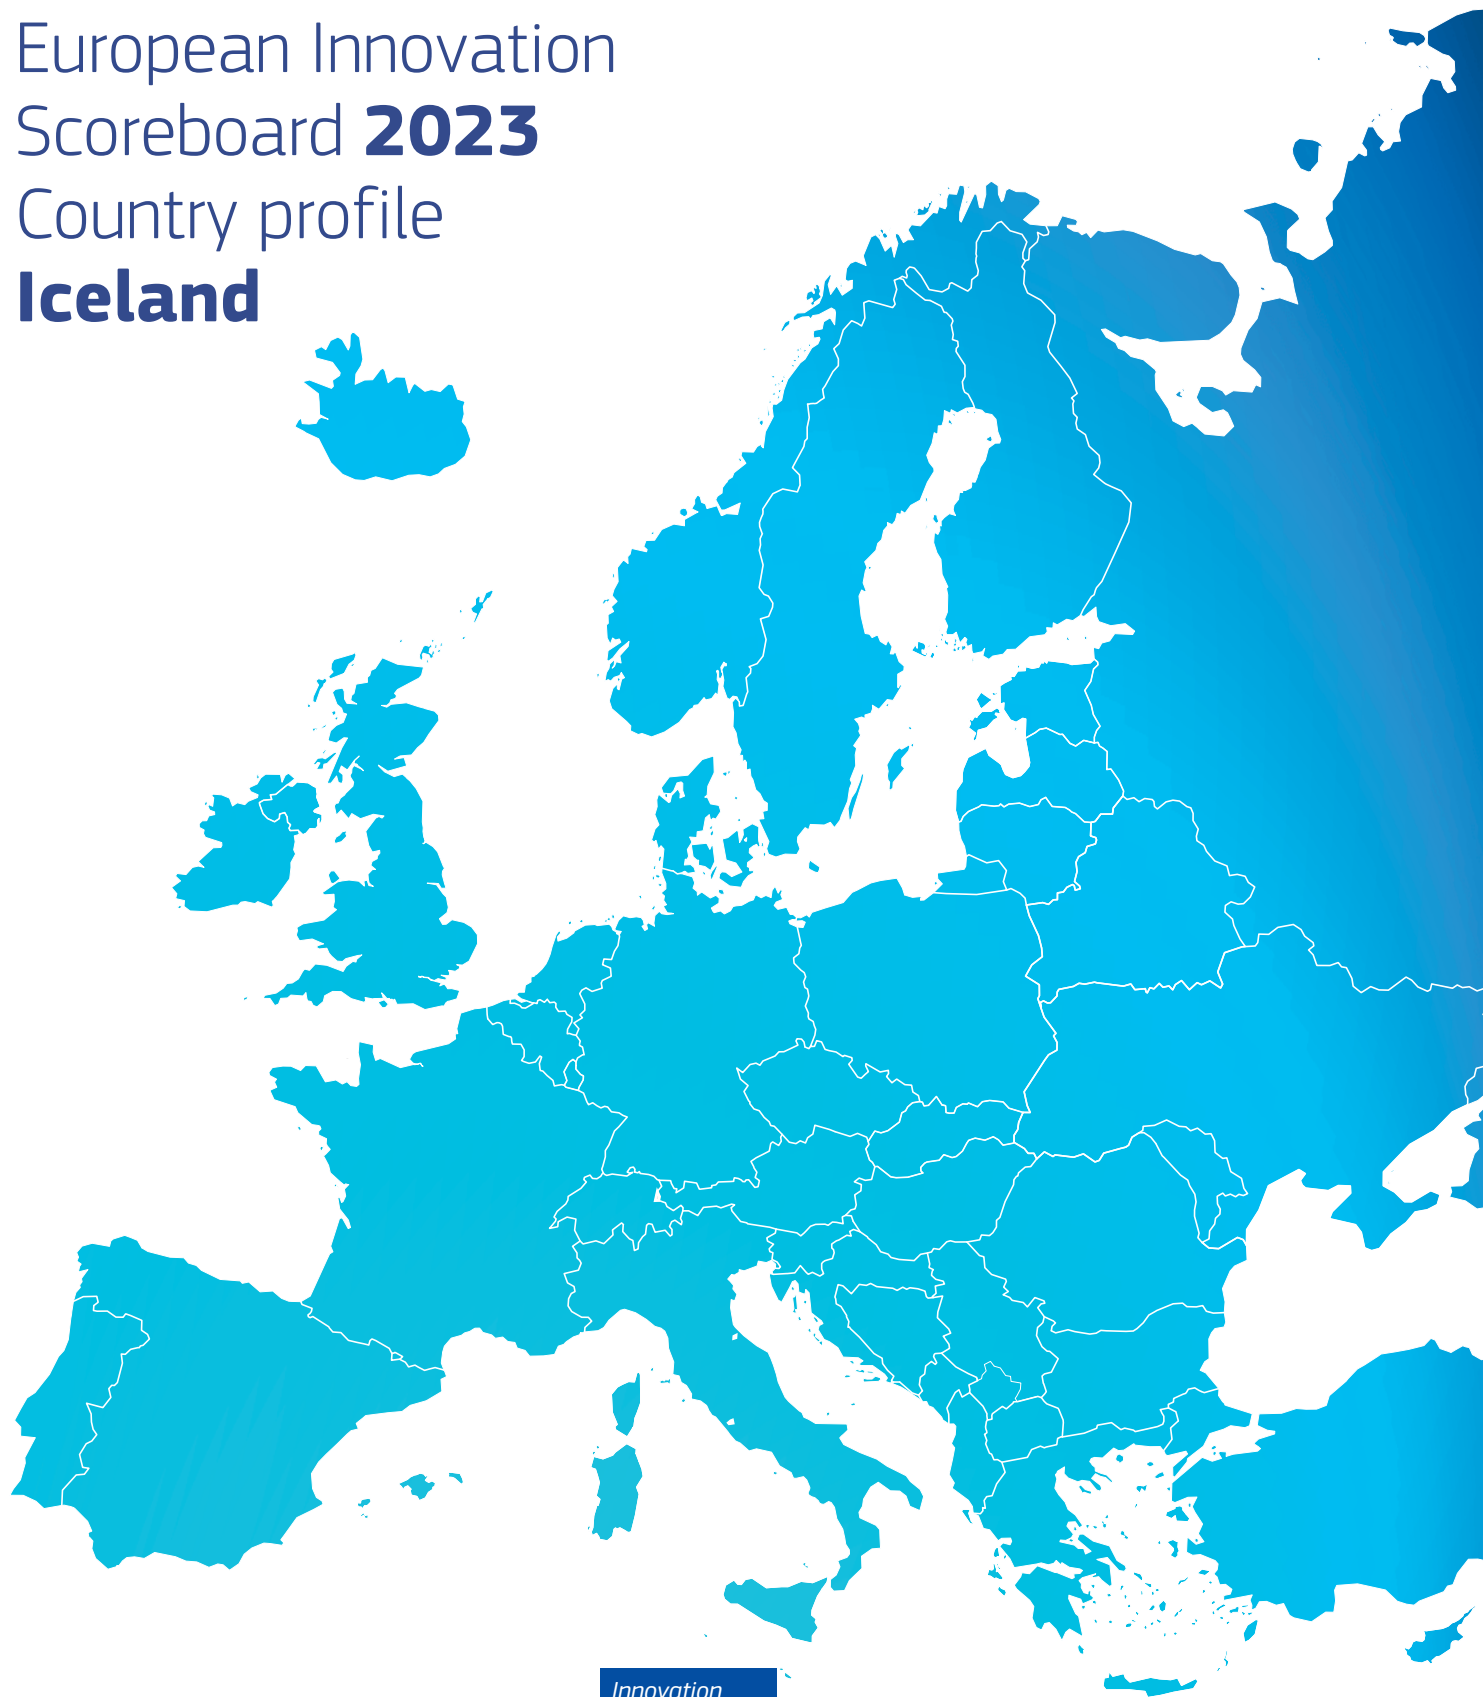 European Innovation
Scoreboard 2023
Country profile
Iceland
Innovation